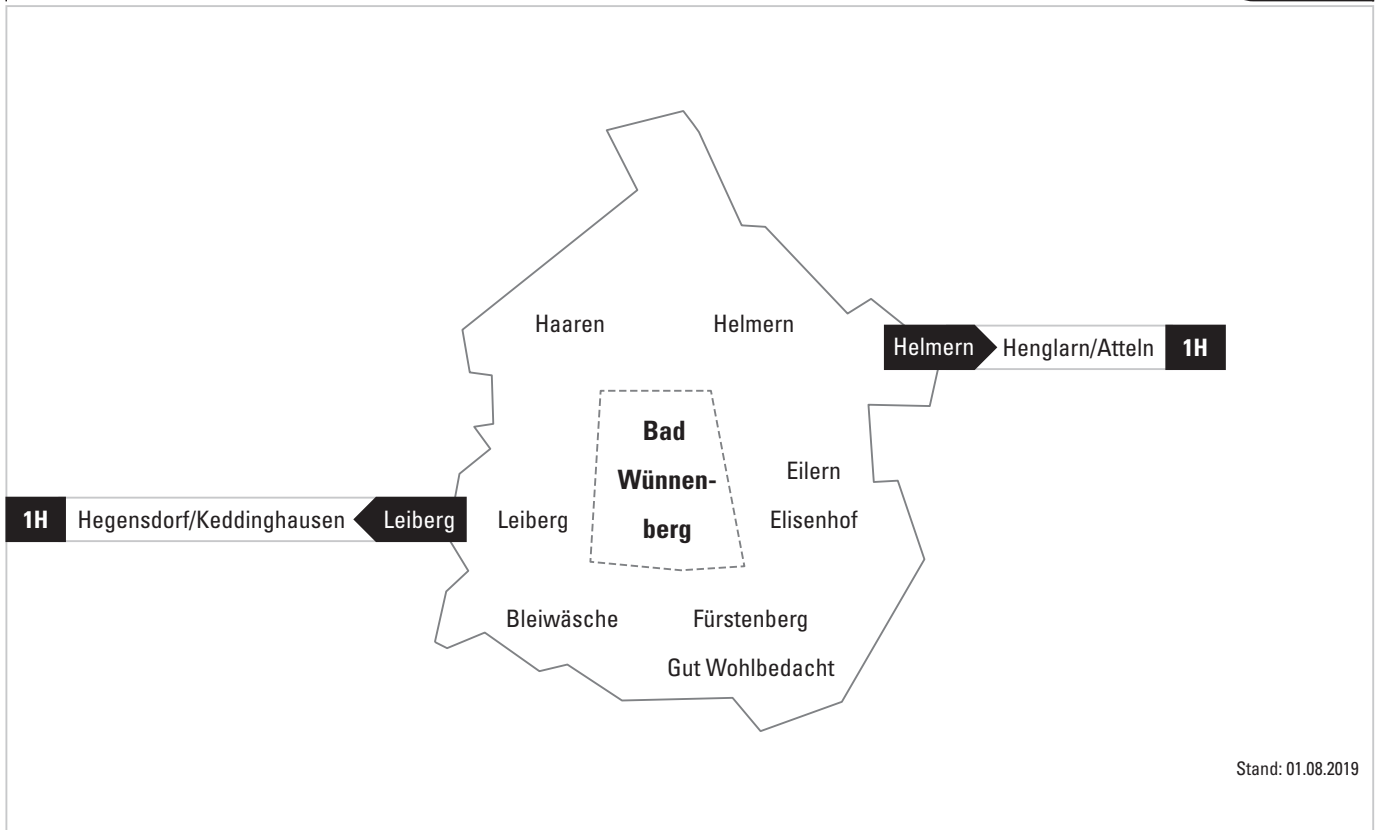 Haaren
Helmern
Helmern Henglarn/Atteln 1H
Bad
Wünnen-
berg
Eilern
1H Hegensdorf/Keddinghausen Leiberg
Leiberg
Elisenhof
Bleiwäsche
Fürstenberg
Gut Wohlbedacht
Stand: 01.08.2019